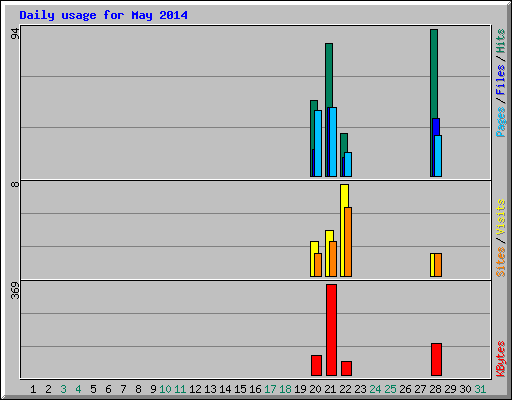 Daily usage for May 2014
94
8
369
Pages/Files/Hits
Sites/Visits
KBytes
1 2 3 4 5 6 7 8 9 10 11 12 13 14 15 16 17 18 19 20 21 22 23 24 25 26 27 28 29 30 31